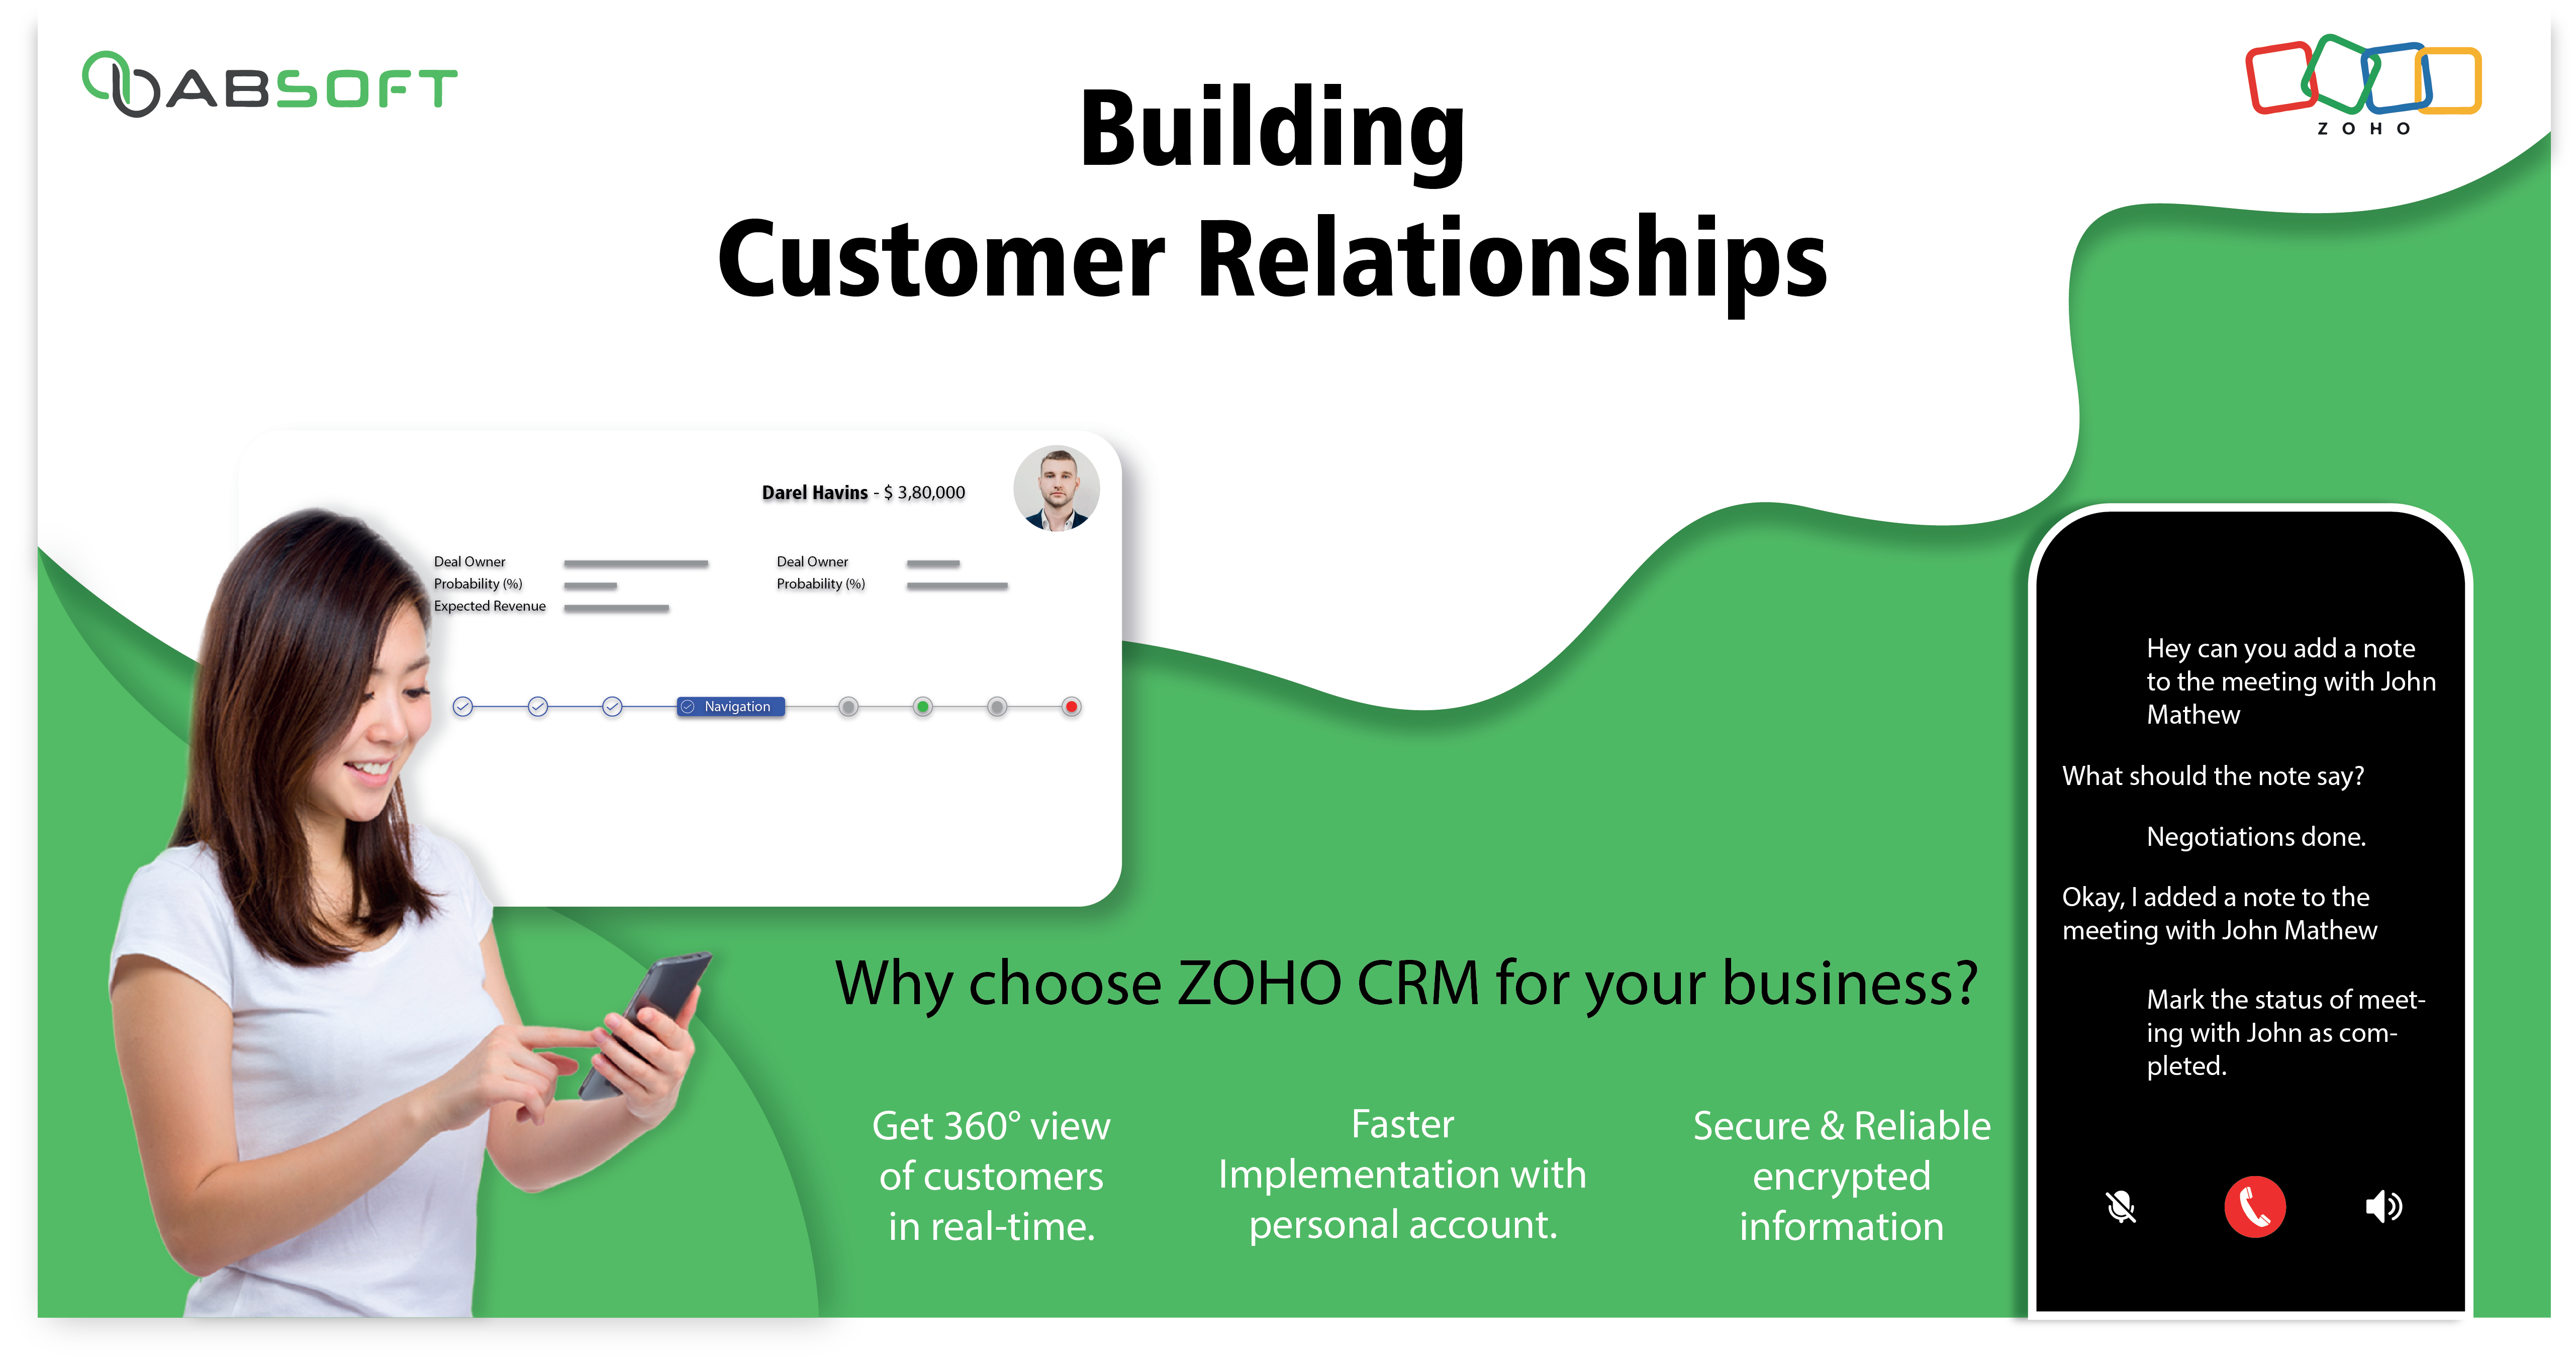 ABSOFT
ZOHO
Building
Customer Relationships
Darel Havins - $ 3,80,000
Deal Owner
Probability (%)
Expected Revenue
Deal Owner
Probability (%)
Navigation
Hey can you add a note
to the meeting with John
Mathew
What should the note say?
Negotiations done.
Okay, I added a note to the
meeting with John Mathew
Mark the status of meet-
ing with John as com-
pleted.
Why choose ZOHO CRM for your business?
Get 360° view
of customers
in real-time.
Faster
Implementation with
personal account.
Secure & Reliable
encrypted
information